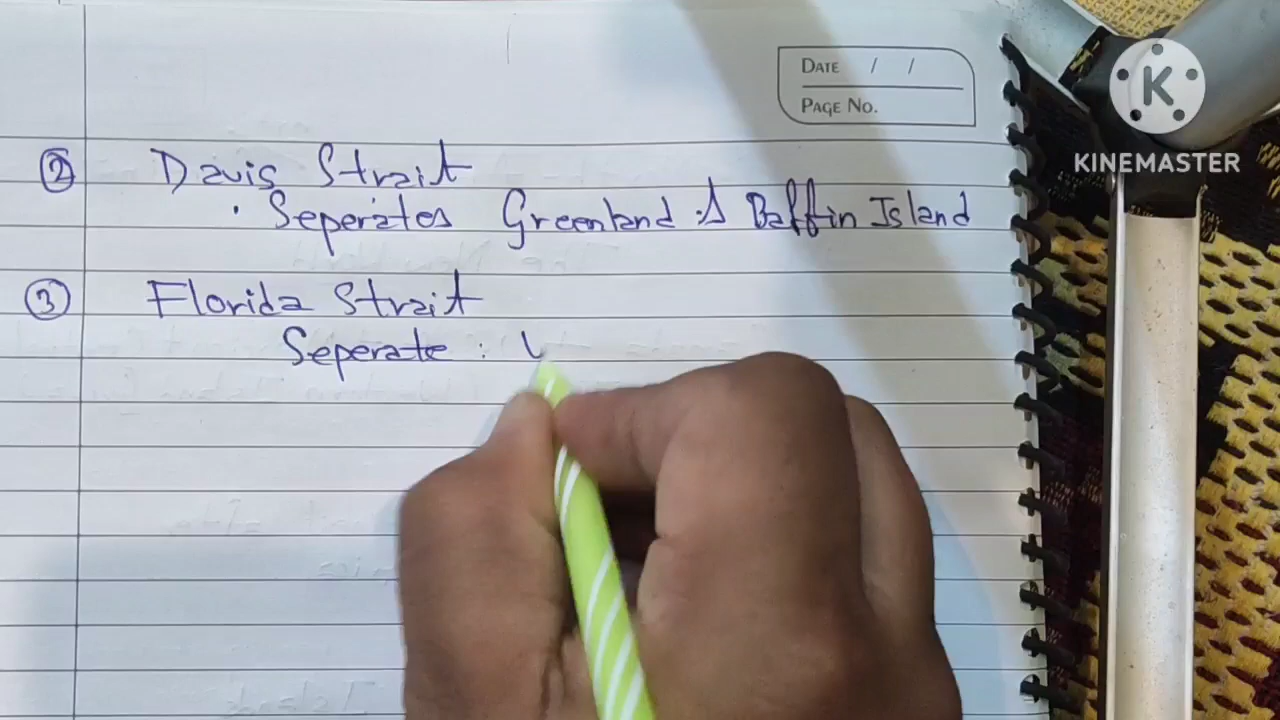 DATE / /
PAGE No.
K
KINEMASTER
② Davis Strait
· Seperates Greenland & Baffin Island
③ Florida Strait
Seperate :